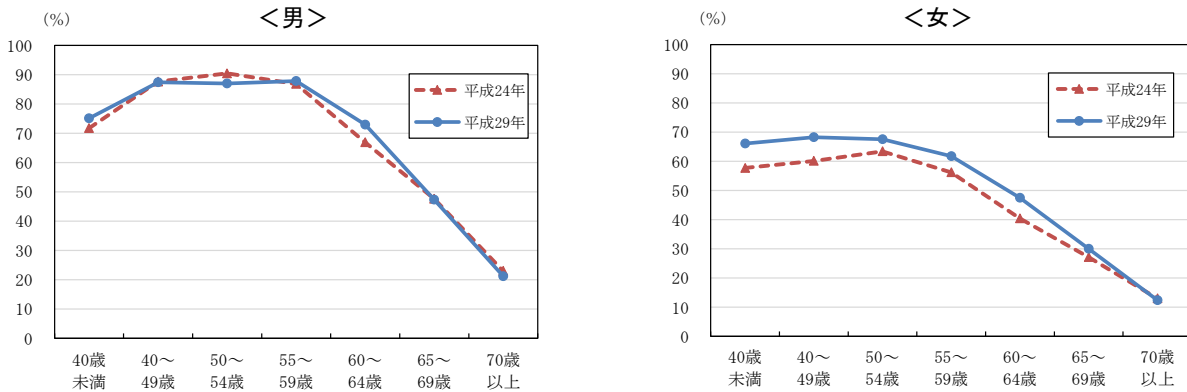 <男>
(%)
100
90
80
70
60
50
40
30
20
10
0
平成24年
平成29年
40歳
未満
40～
49歳
50～
54歳
55～
59歳
60～
64歳
65～
69歳
70歳
以上
<女>
(%)
100
90
80
70
60
50
40
30
20
10
0
平成24年
平成29年
40歳
未満
40～
49歳
50～
54歳
55～
59歳
60～
64歳
65～
69歳
70歳
以上